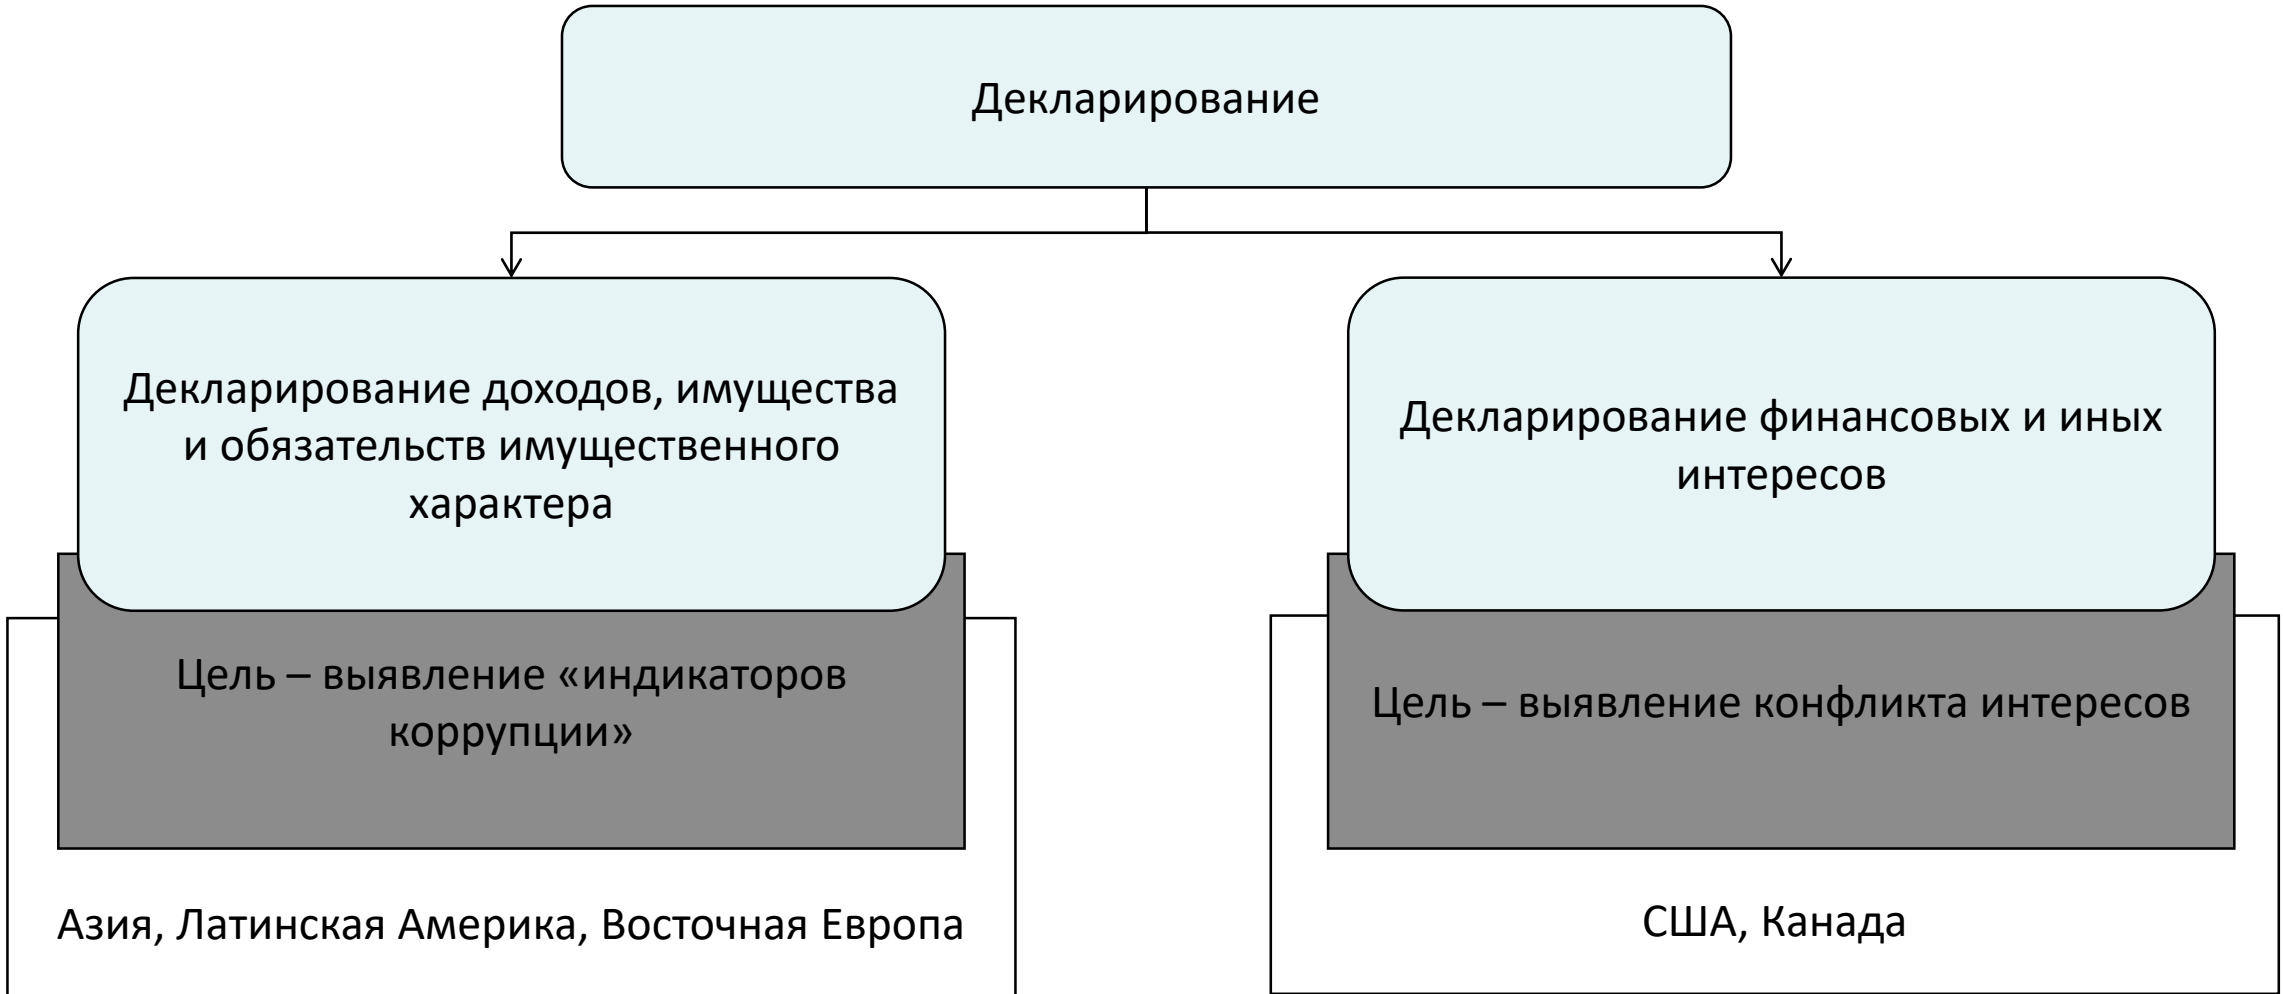 Декларирование
Декларирование доходов, имущества
и обязательств имущественного
характера
Цель – выявление «индикаторов
коррупции»
Азия, Латинская Америка, Восточная Европа
Декларирование финансовых и иных
интересов
Цель – выявление конфликта интересов
США, Канада